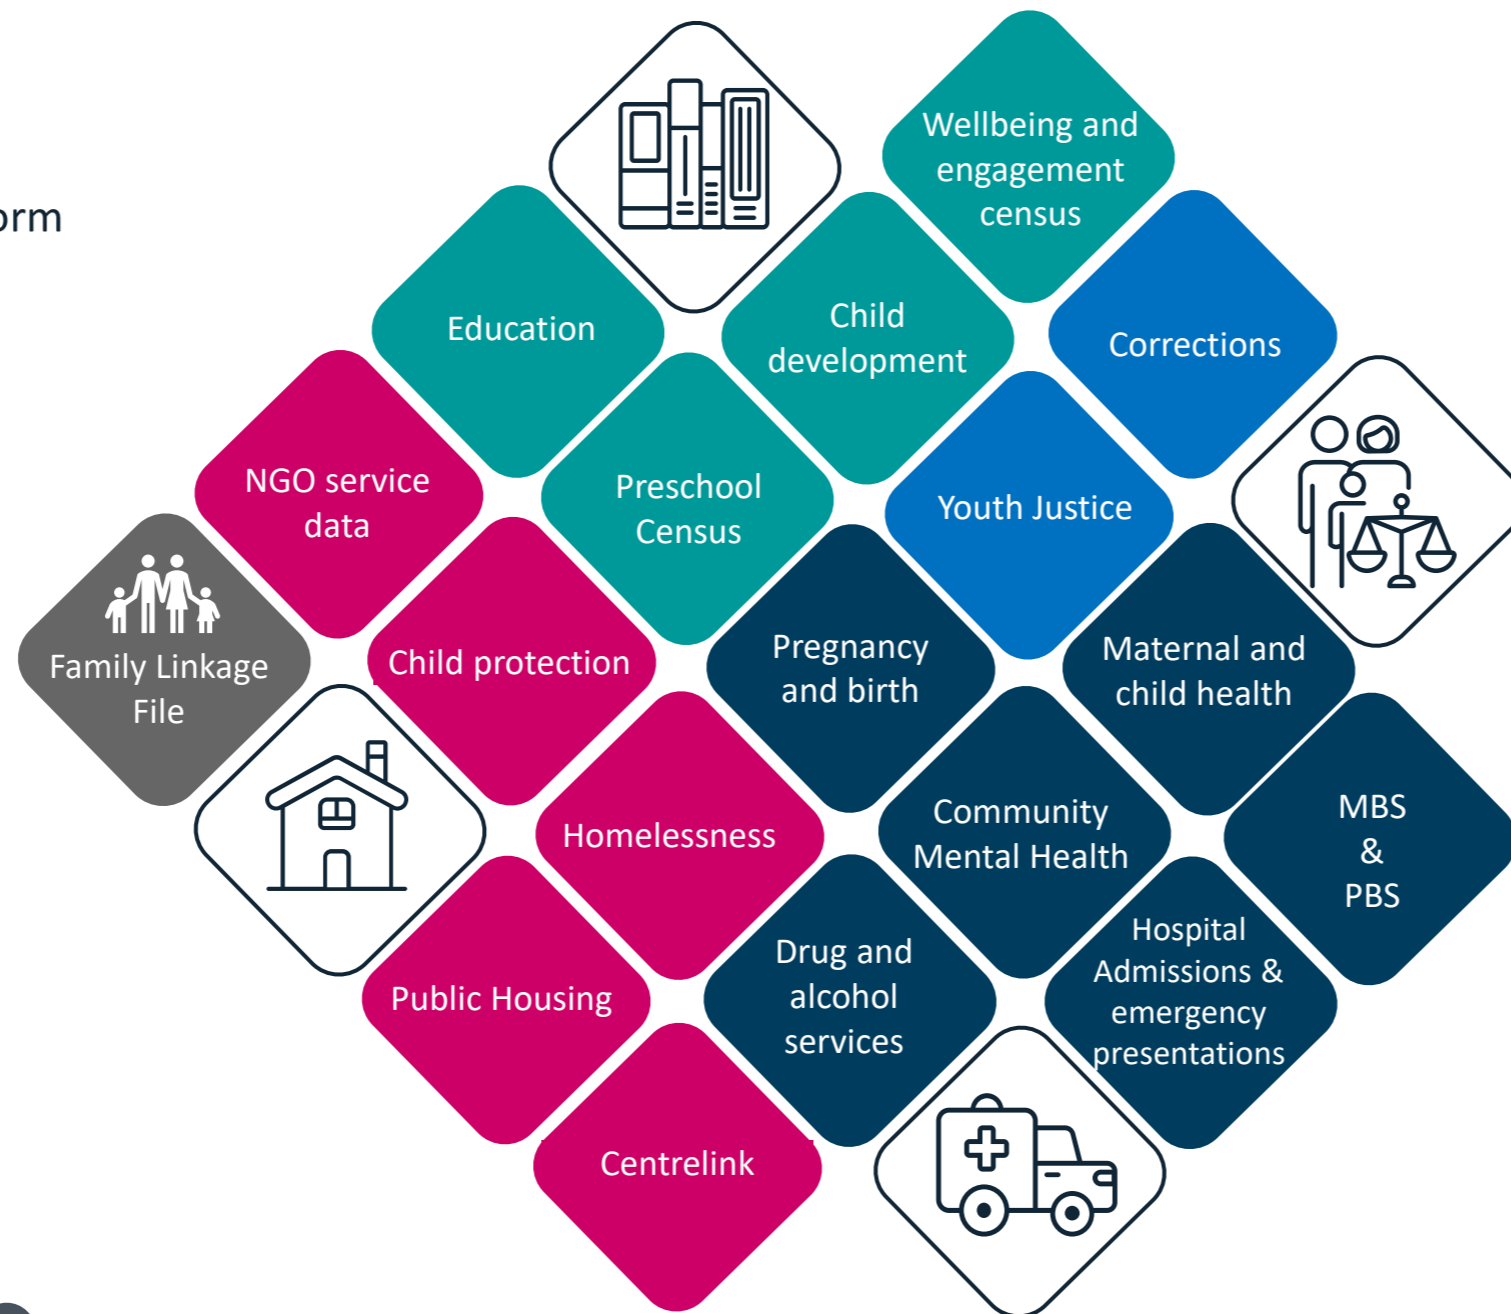 Wellbeing and
engagement
census
orm
Education
Child
development
Corrections
NGO service
data
Preschool
Census
Youth Justice
Family Linkage
File
Child protection
Pregnancy
and birth
Maternal and
child health
Homelessness
Community
Mental Health
MBS
&
PBS
Public Housing
Drug and
alcohol
services
Hospital
Admissions &
emergency
presentations
Centrelink